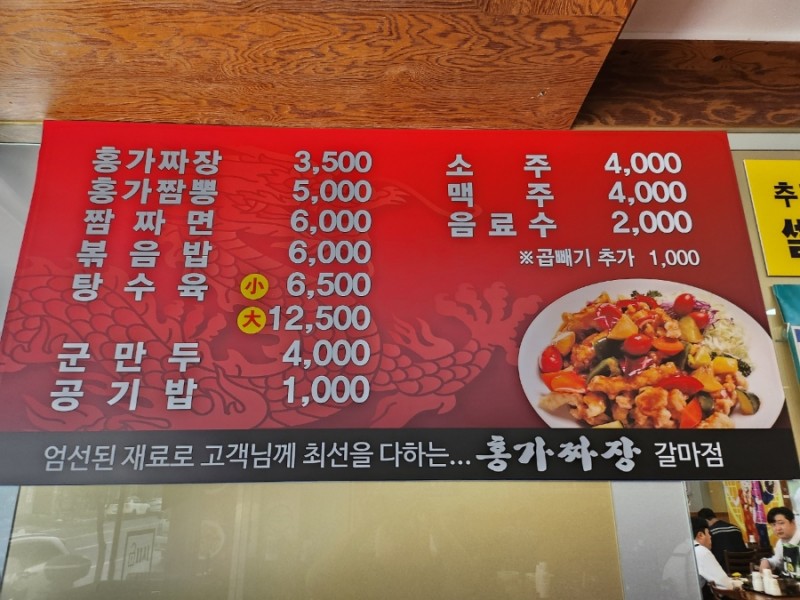 홍가짜장 3,500
홍가짬뽕 5,000
짬짜면 6,000
볶음밥 6,000
탕수육 小 6,500
大 12,500
군만두 4,000
공기밥 1,000
소주 4,000
맥주 4,000
음료수 2,000
※곱빼기 추가 1,000
엄선된 재료로 고객님께 최선을 다하는... 홍가짜장 갈마점
추